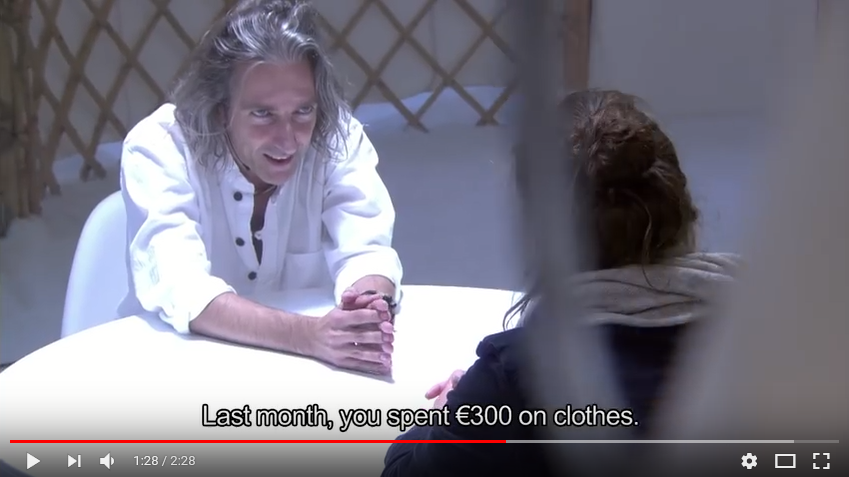 Last month, you spent €300 on clothes.
1:28 / 2:28